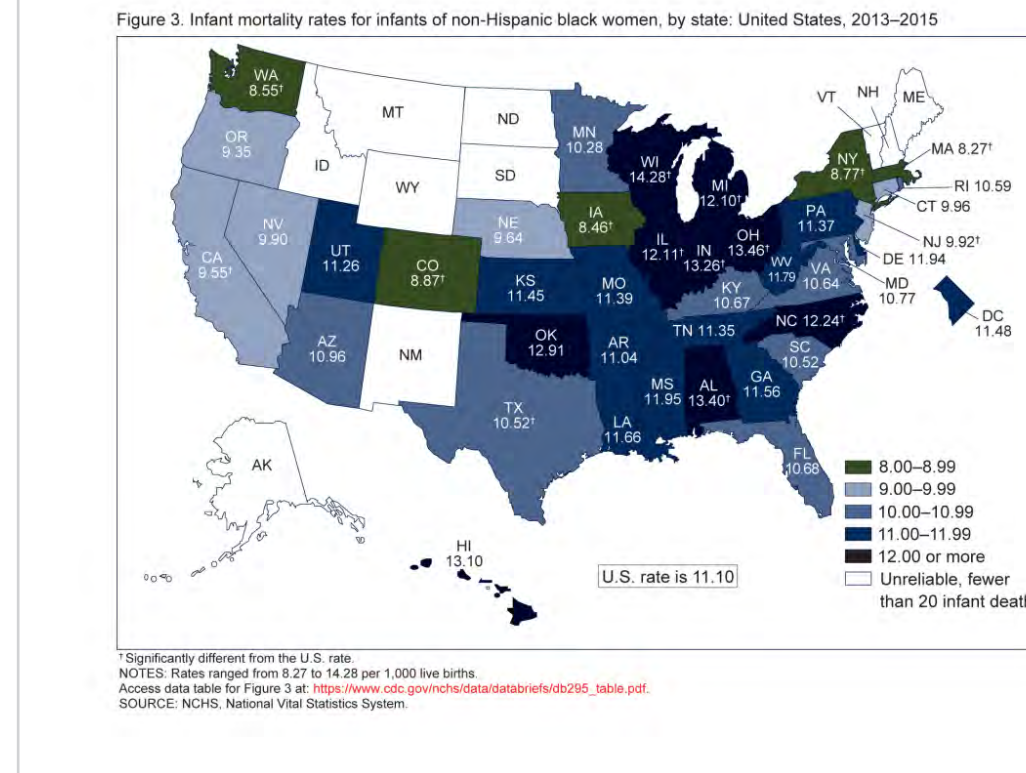 Figure 3. Infant mortality rates for infants of non-Hispanic black women, by state: United States, 2013–2015
WA
8.55†
OR
9.35
CA
9.55†
NV
9.90
ID
MT
WY
UT
11.26
AZ
10.96
CO
8.87†
NM
ND
SD
NE
9.64
KS
11.45
OK
12.91
TX
10.52†
MN
10.28
IA
8.46†
MO
11.39
AR
11.04
LA
11.66
WI
14.28†
IL
12.11†
MI
12.10†
IN
13.26†
OH
13.46†
KY
10.67
TN 11.35
MS
11.95
AL
13.40†
GA
11.56
FL
10.68
SC
10.52
NC 12.24†
VA
10.64
WV
11.79
PA
11.37
NY
8.77†
VT
NH
ME
MA 8.27†
RI 10.59
CT 9.96
NJ 9.92†
DE 11.94
MD
10.77
DC
11.48
AK
HI
13.10
U.S. rate is 11.10
8.00–8.99
9.00–9.99
10.00–10.99
11.00–11.99
12.00 or more
Unreliable, fewer
than 20 infant
†Significantly different from the U.S. rate.
NOTES: Rates ranged from 8.27 to 14.28 per 1,000 live births.
Access data table for Figure 3 at: https://www.cdc.gov/nchs/data/databriefs/db295_table.pdf.
SOURCE: NCHS, National Vital Statistics System.